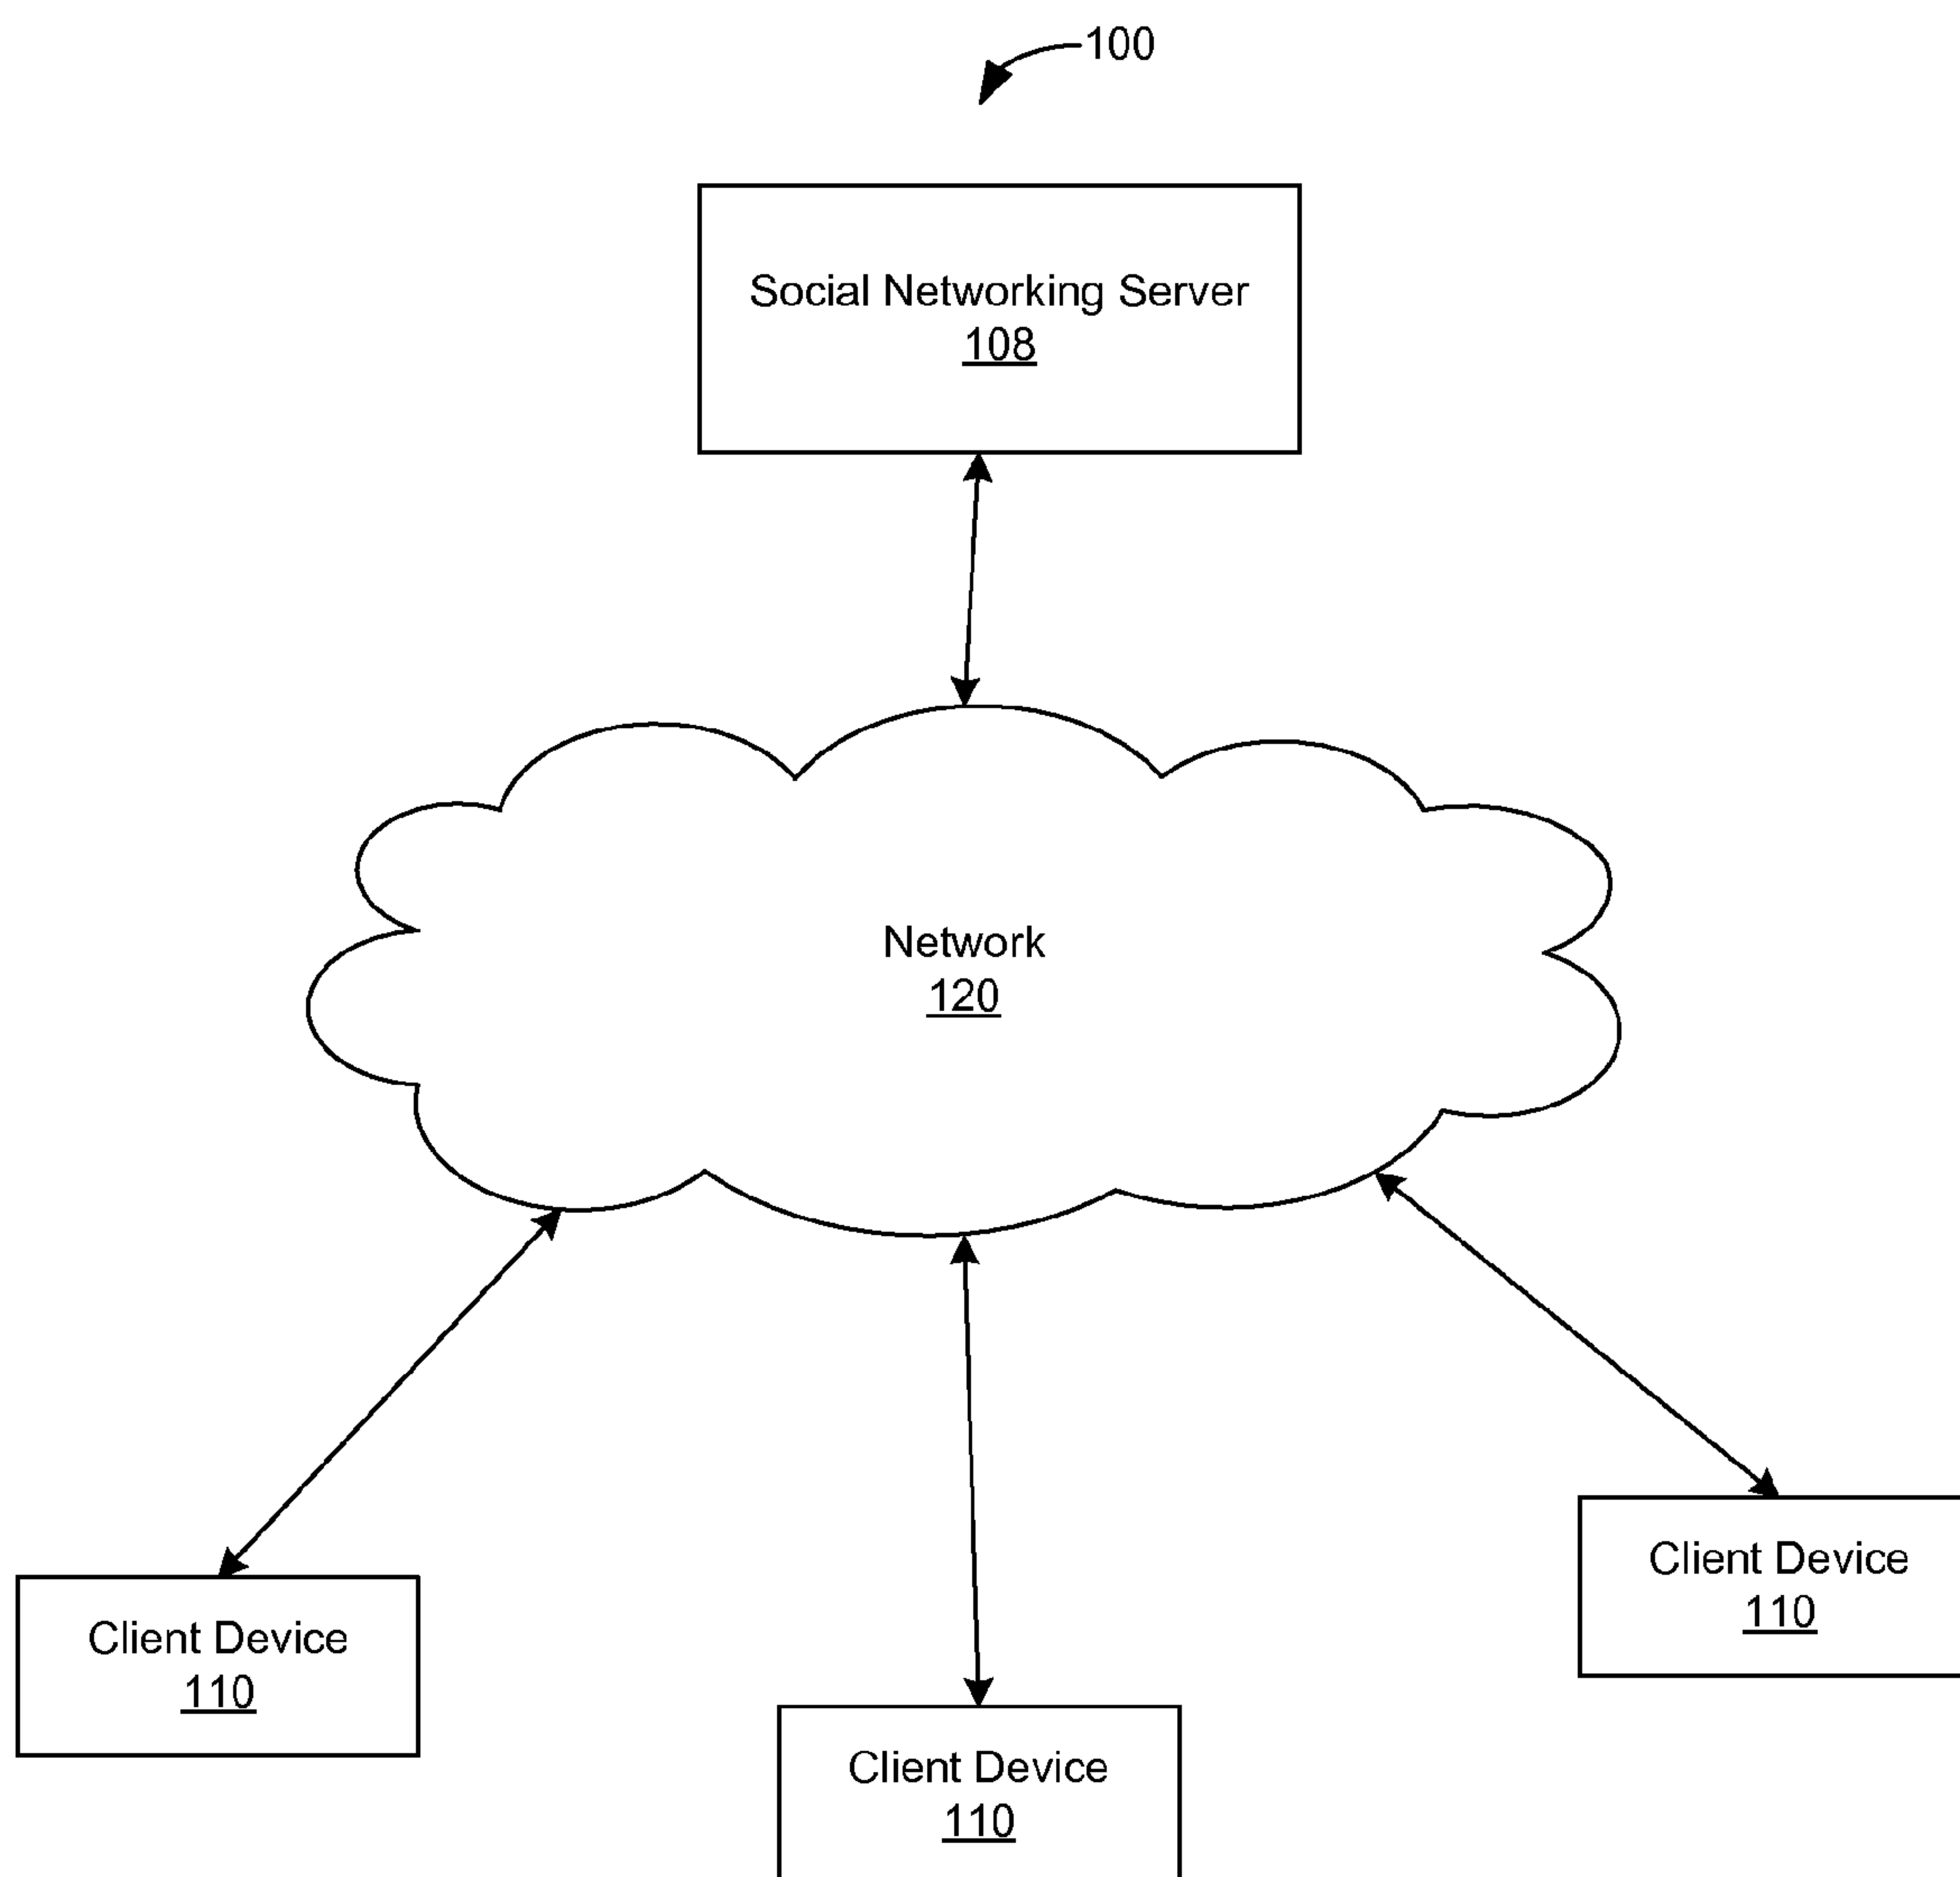 100
Social Networking Server
108
Network
120
Client Device
110
Client Device
110
Client Device
110